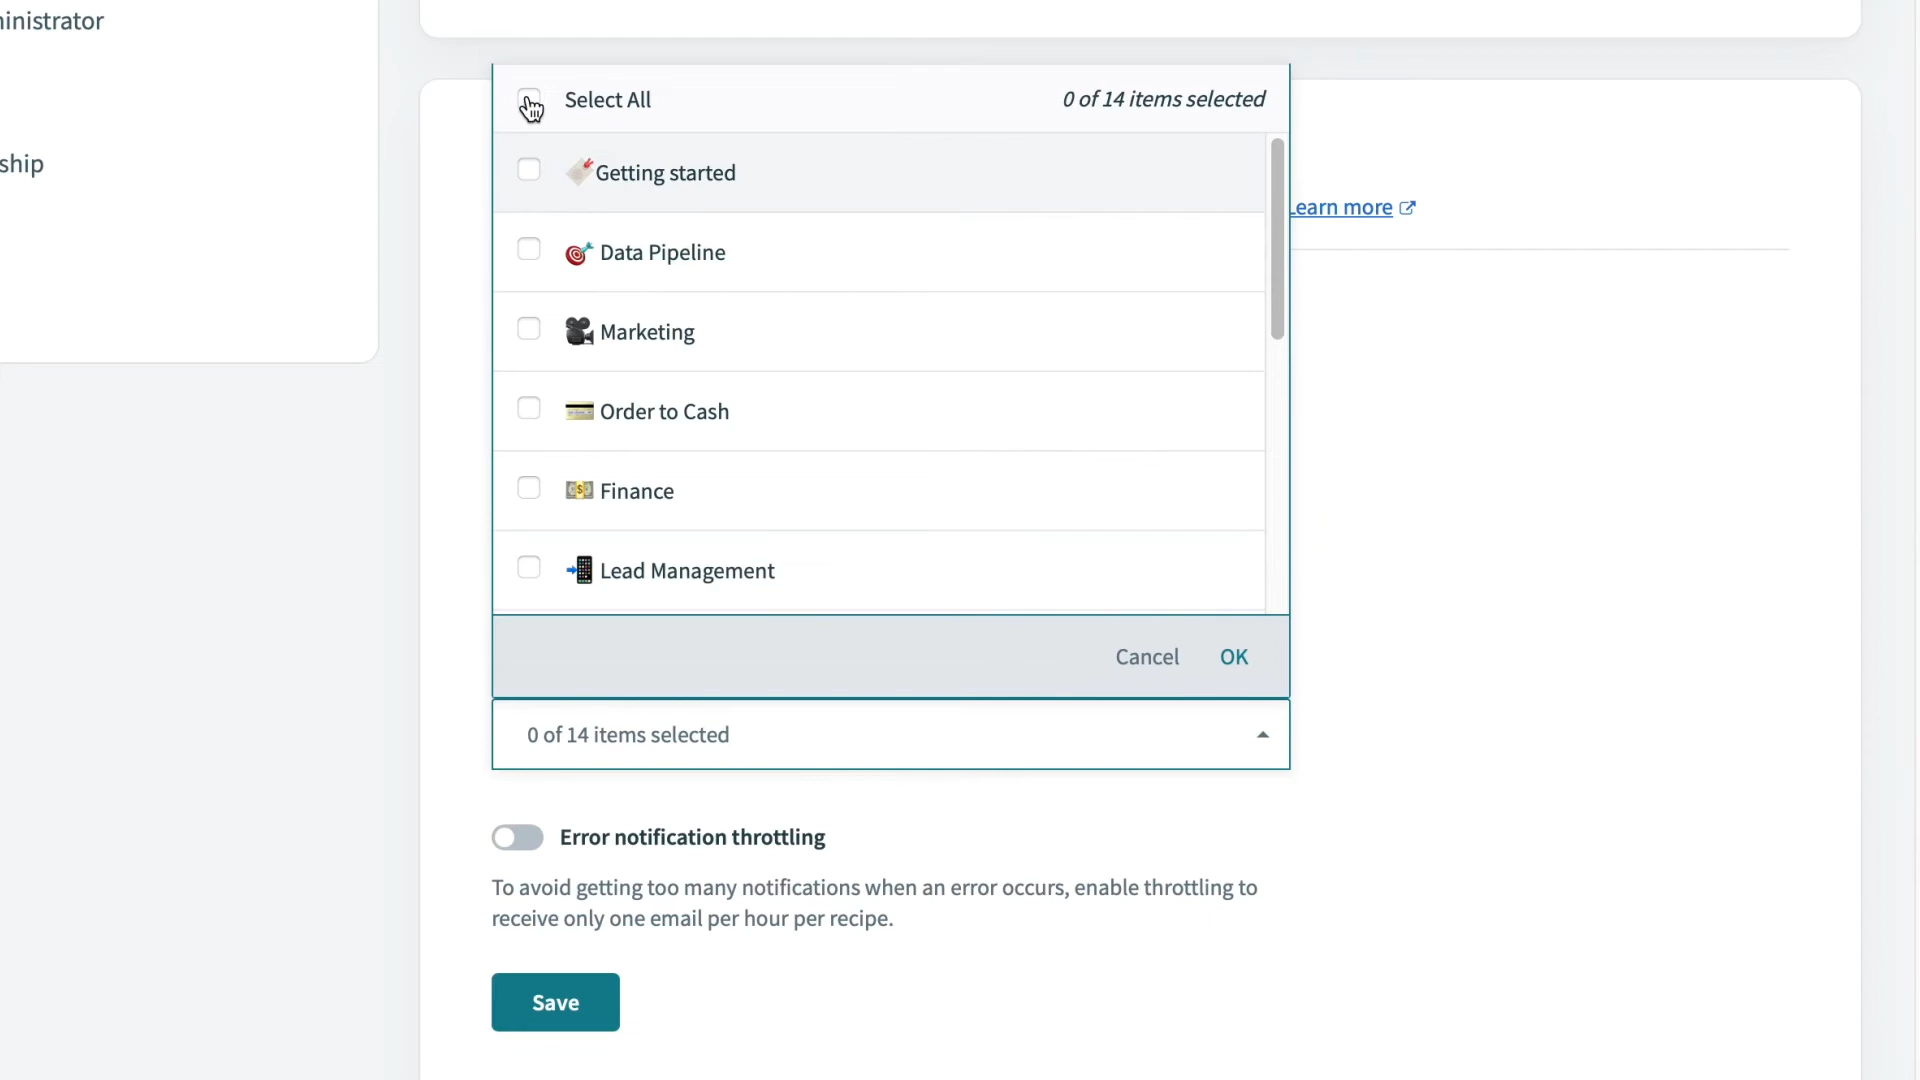 ministrator
ship
Select All
0 of 14 items selected
Getting started
Learn more
Data Pipeline
Marketing
Order to Cash
Finance
Lead Management
Cancel
OK
0 of 14 items selected
Error notification throttling
To avoid getting too many notifications when an error occurs, enable throttling to
receive only one email per hour per recipe.
Save